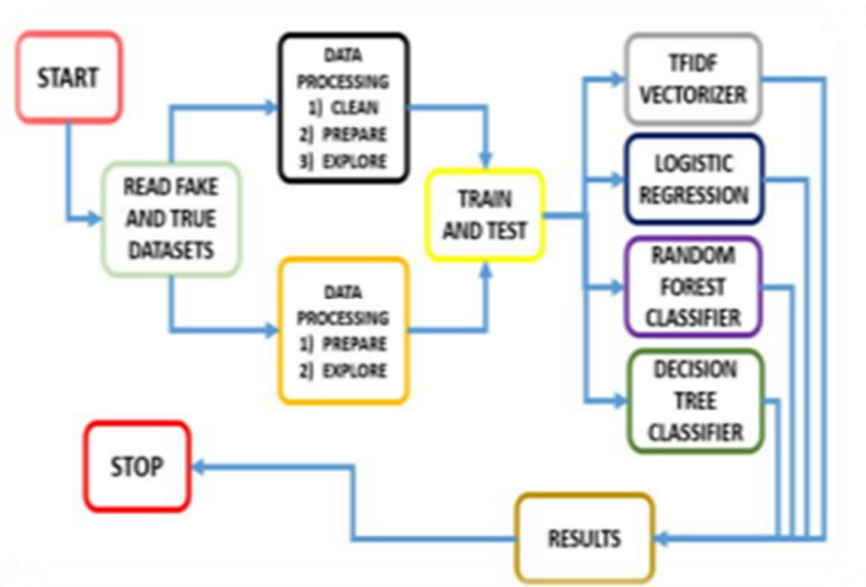 START
READ FAKE
AND TRUE
DATASETS
DATA
PROCESSING
1) CLEAN
2) PREPARE
3) EXPLORE
DATA
PROCESSING
1) PREPARE
2) EXPLORE
TRAIN
AND TEST
TFIDF
VECTORIZER
LOGISTIC
REGRESSION
RANDOM
FOREST
CLASSIFIER
DECISION
TREE
CLASSIFIER
RESULTS
STOP